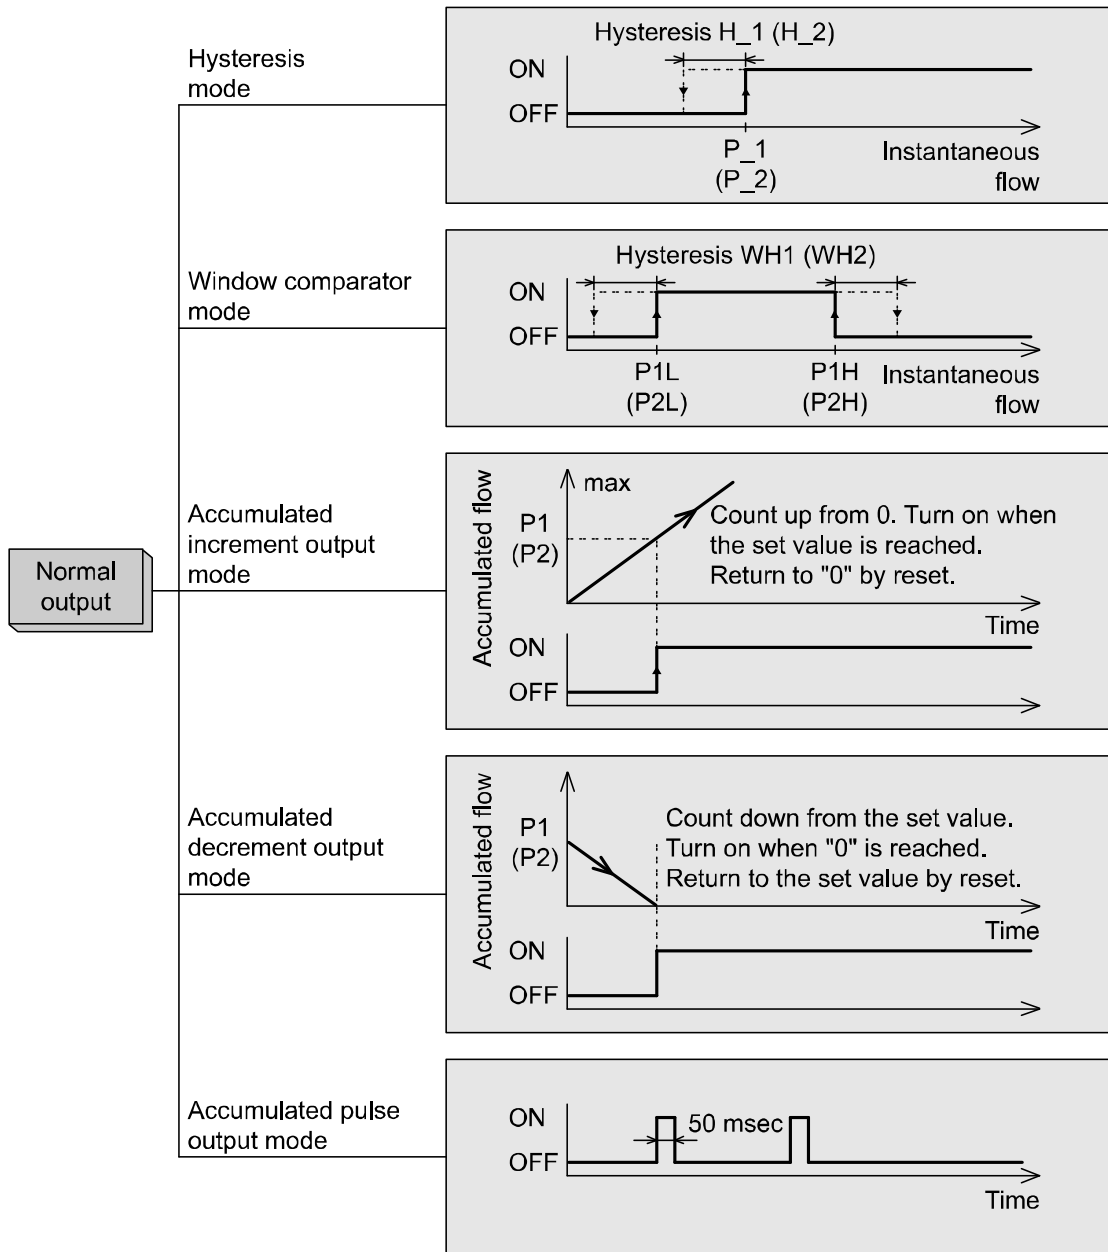 Normal
output
Hysteresis
mode
Hysteresis H_1 (H_2)
ON
OFF
P_1
(P_2)
Instantaneous
flow
Window comparator
mode
Hysteresis WH1 (WH2)
ON
OFF
P1L
(P2L)
P1H
(P2H)
Instantaneous
flow
Accumulated
increment output
mode
Accumulated flow
max
P1
(P2)
Count up from 0. Turn on when
the set value is reached.
Return to "0" by reset.
Time
ON
OFF
Accumulated
decrement output
mode
Accumulated flow
P1
(P2)
Count down from the set value.
Turn on when "0" is reached.
Return to the set value by reset.
Time
ON
OFF
Accumulated pulse
output mode
ON
OFF
50 msec
Time